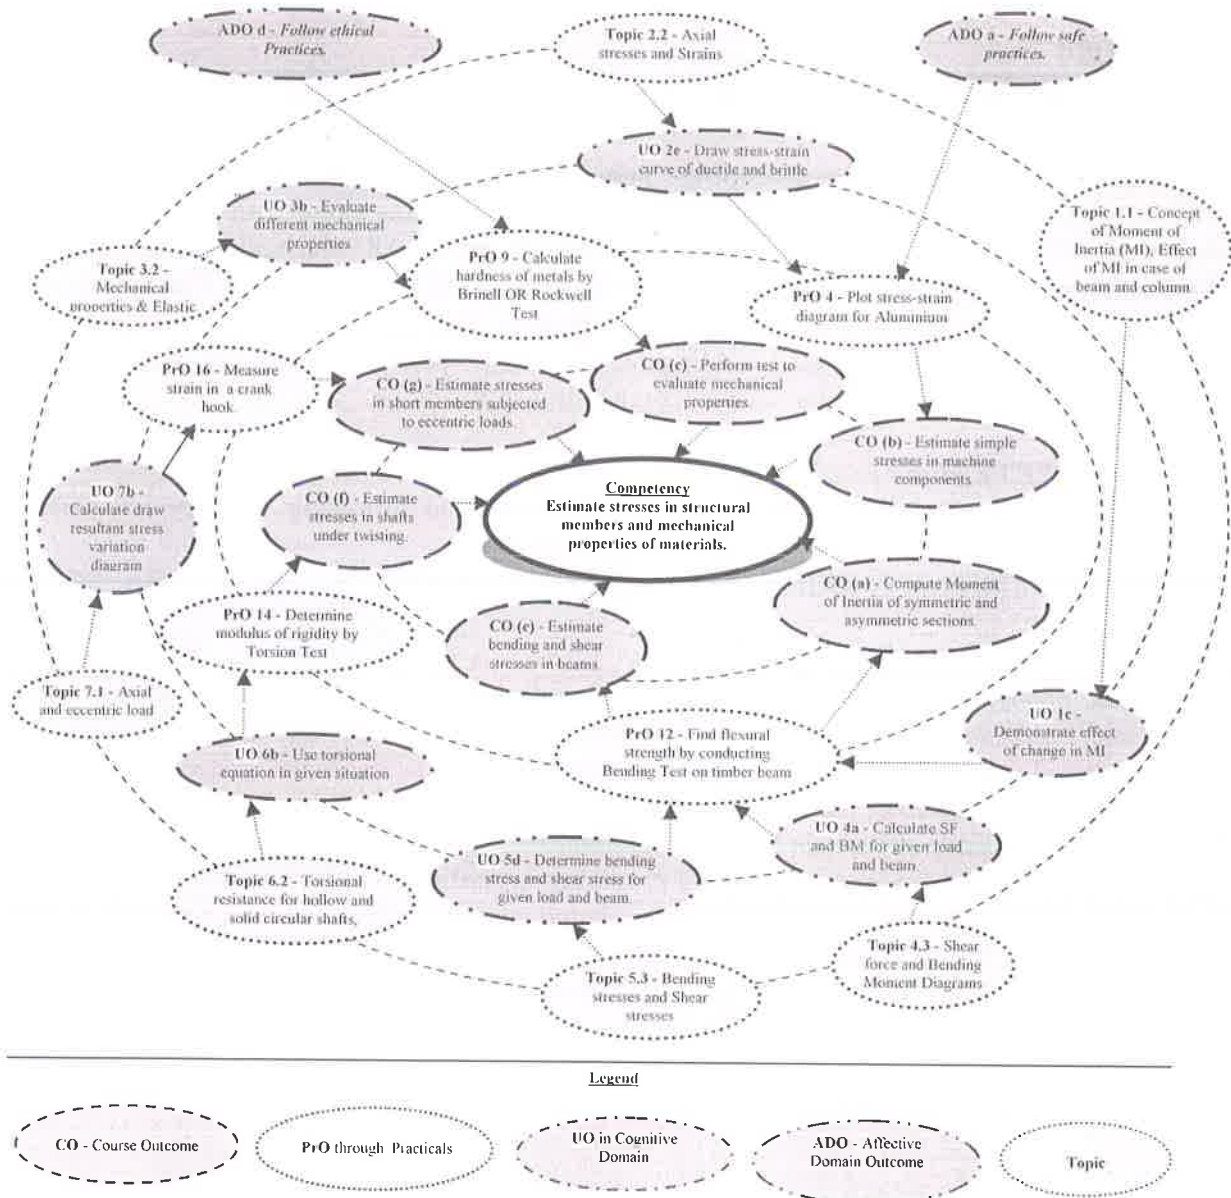 ADO d - Follow ethical
Practices.
Topic 2.2 -
Axial stresses
and Strains
ADO a - Follow safe
practices.
UO 2e - Draw stress-strain
curve of ductile and brittle
UO 3b - Evaluate
different mechanical
properties
Topic 1.1 - Concept
of Moment of
Inertia (MI), Effect
of MI in case of
beam and column.
Topic 3.2 -
Mechanical
properties & Elastic
PrO 9 - Calculate
hardness of metals by
Brinell OR Rockwell
Test
PrO 4 - Plot stress-strain
diagram for Aluminium
PrO 16 - Measure
strain in a crank
hook.
CO (g) - Estimate stresses
in short members subjected
to eccentric loads.
CO (c) - Perform test to
evaluate mechanical
properties.
CO (b) - Estimate simple
stresses in machine
components.
UO 7b -
Calculate draw
resultant stress
variation
diagram
CO (f) - Estimate
stresses in shafts
under twisting.
Competency
Estimate stresses in structural
members and mechanical
properties of materials.
CO (a) - Compute Moment
of Inertia of symmetric and
asymmetric sections.
PrO 14 - Determine
modulus of rigidity by
Torsion Test
CO (e) - Estimate
bending and shear
stresses in beams.
Topic 7.1 - Axial
and eccentric load
UO 1c -
Demonstrate effect
of change in MI
PrO 12 - Find flexural
strength by conducting
Bending Test on timber beam
UO 6b - Use torsional
equation in given situation
UO 4a - Calculate SF
and BM for given load
and beam.
UO 5d - Determine bending
stress and shear stress for
given load and beam.
Topic 6.2 - Torsional
resistance for hollow and
solid circular shafts,
Topic 4.3 - Shear
force and Bending
Moment Diagrams
Topic 5.3 - Bending
stresses and Shear
stresses
Legend
CO - Course Outcome
PrO through Practicals
UO in Cognitive
Domain
ADO - Affective
Domain Outcome
Topic